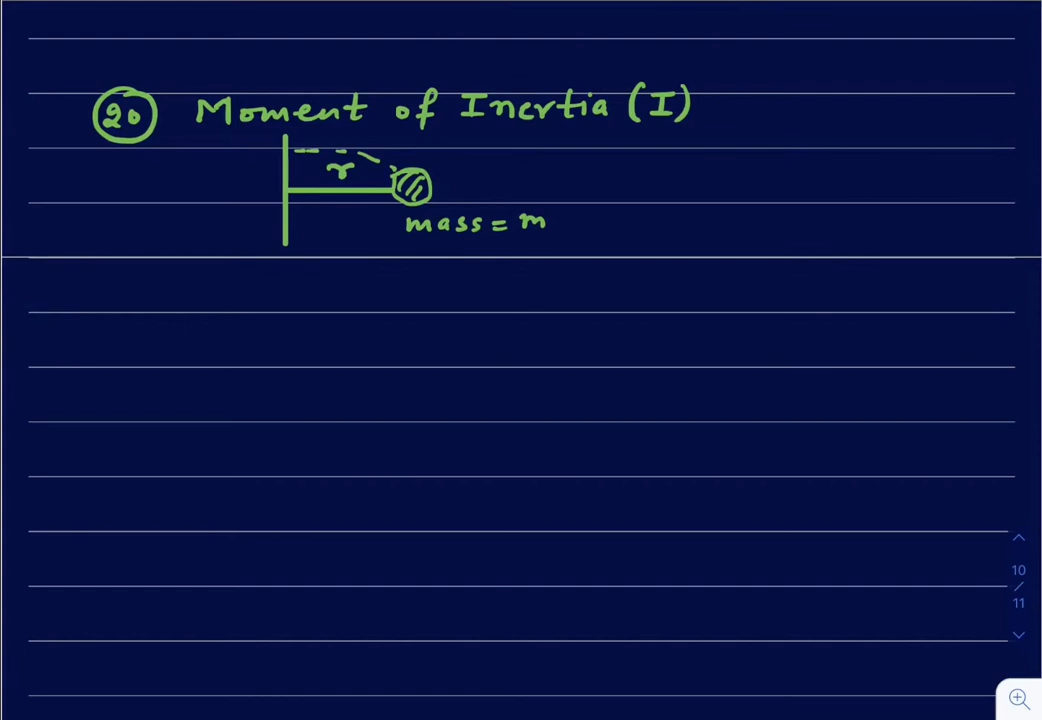 20 Moment of Inertia (I)
r
mass = m
10
/
11